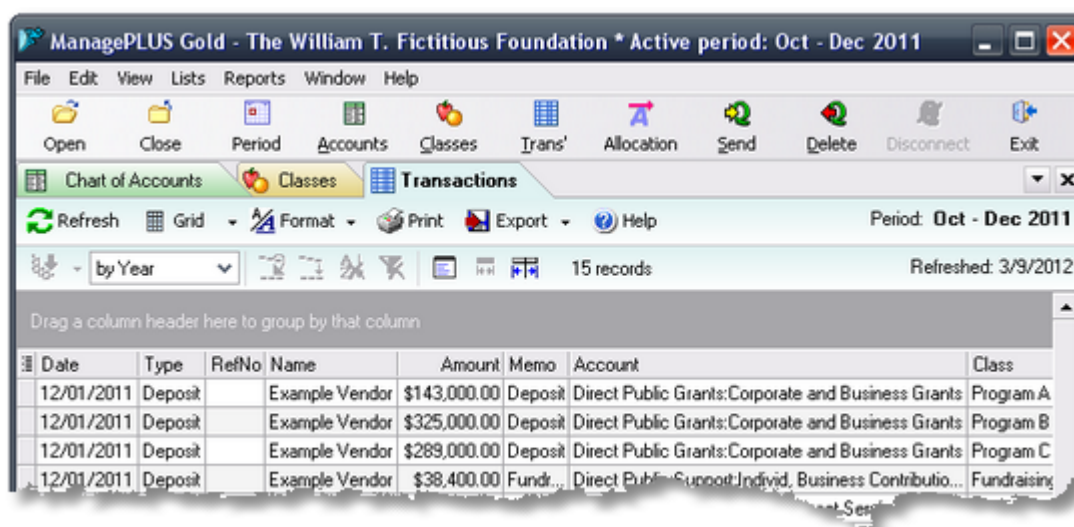 ManagePLUS Gold - The William T. Fictitious Foundation * Active period: Oct - Dec 2011
File Edit View Lists Reports Window Help
Open Close Period Accounts Classes Trans' Allocation Send Delete Disconnect Exit
Chart of Accounts Classes Transactions
Refresh Grid Format Print Export Help Period: Oct - Dec 2011
by Year 15 records Refreshed: 3/9/2012
Drag a column header here to group by that column
Date Type RefNo Name Amount Memo Account Class
12/01/2011 Deposit Example Vendor $143,000.00 Deposit Direct Public Grants:Corporate and Business Grants Program A
12/01/2011 Deposit Example Vendor $325,000.00 Deposit Direct Public Grants:Corporate and Business Grants Program B
12/01/2011 Deposit Example Vendor $289,000.00 Deposit Direct Public Grants:Corporate and Business Grants Program C
12/01/2011 Deposit Example Vendor $38,400.00 Fundr... Direct Public Support:Individ, Business Contributio... Fundraising